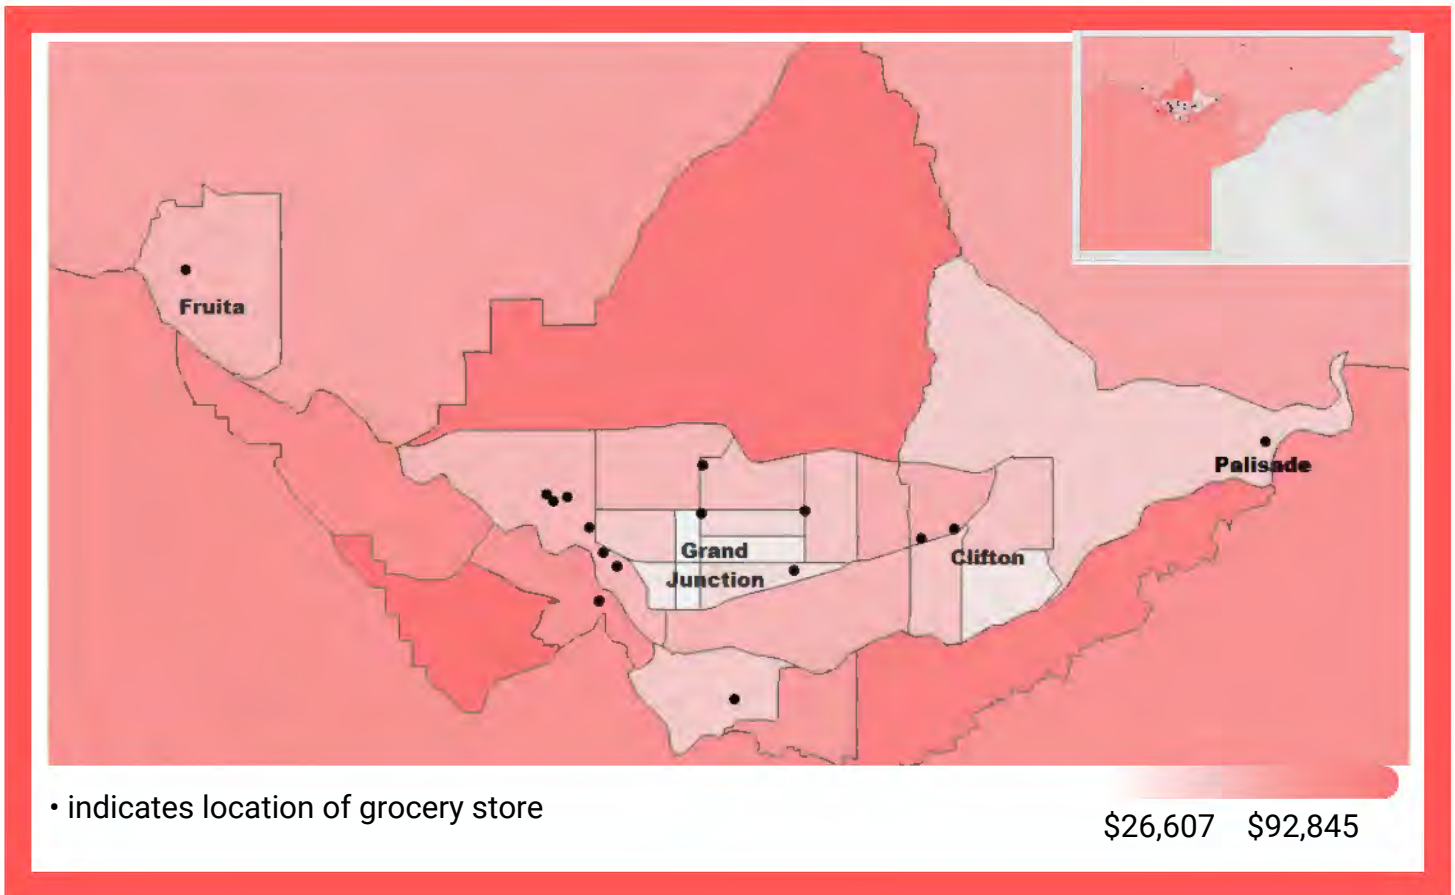 Fruita
Grand
Junction
Clifton
Palisade
• indicates location of grocery store
$26,607 $92,845